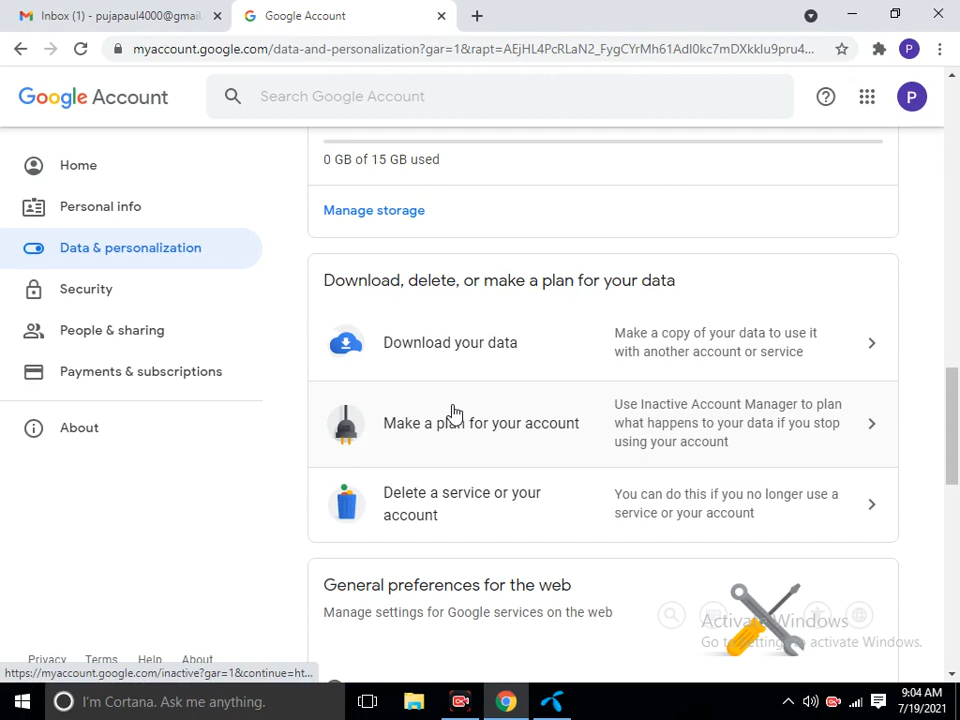 Inbox (1) - pujapaul4000@gmail.
Google Account
myaccount.google.com/data-and-personalization?gar=1&rapt=AEjHL4PcRLaN2_FygCYrMh61AdI0kc7mDXkklu9pru4...
P
Google Account
Search Google Account
P
0 GB of 15 GB used
Manage storage
Home
Personal info
Data & personalization
Security
People & sharing
Payments & subscriptions
About
Download, delete, or make a plan for your data
Download your data
Make a copy of your data to use it
with another account or service
Make a plan for your account
Use Inactive Account Manager to plan
what happens to your data if you stop
using your account
Delete a service or your
account
You can do this if you no longer use a
service or your account
General preferences for the web
Manage settings for Google services on the web
Activate Windows
Go to Settings to activate Windows.
Privacy Terms Help About
https://myaccount.google.com/inactive?gar=1&continue=ht...
I'm Cortana. Ask me anything.
9:04 AM
7/19/2021